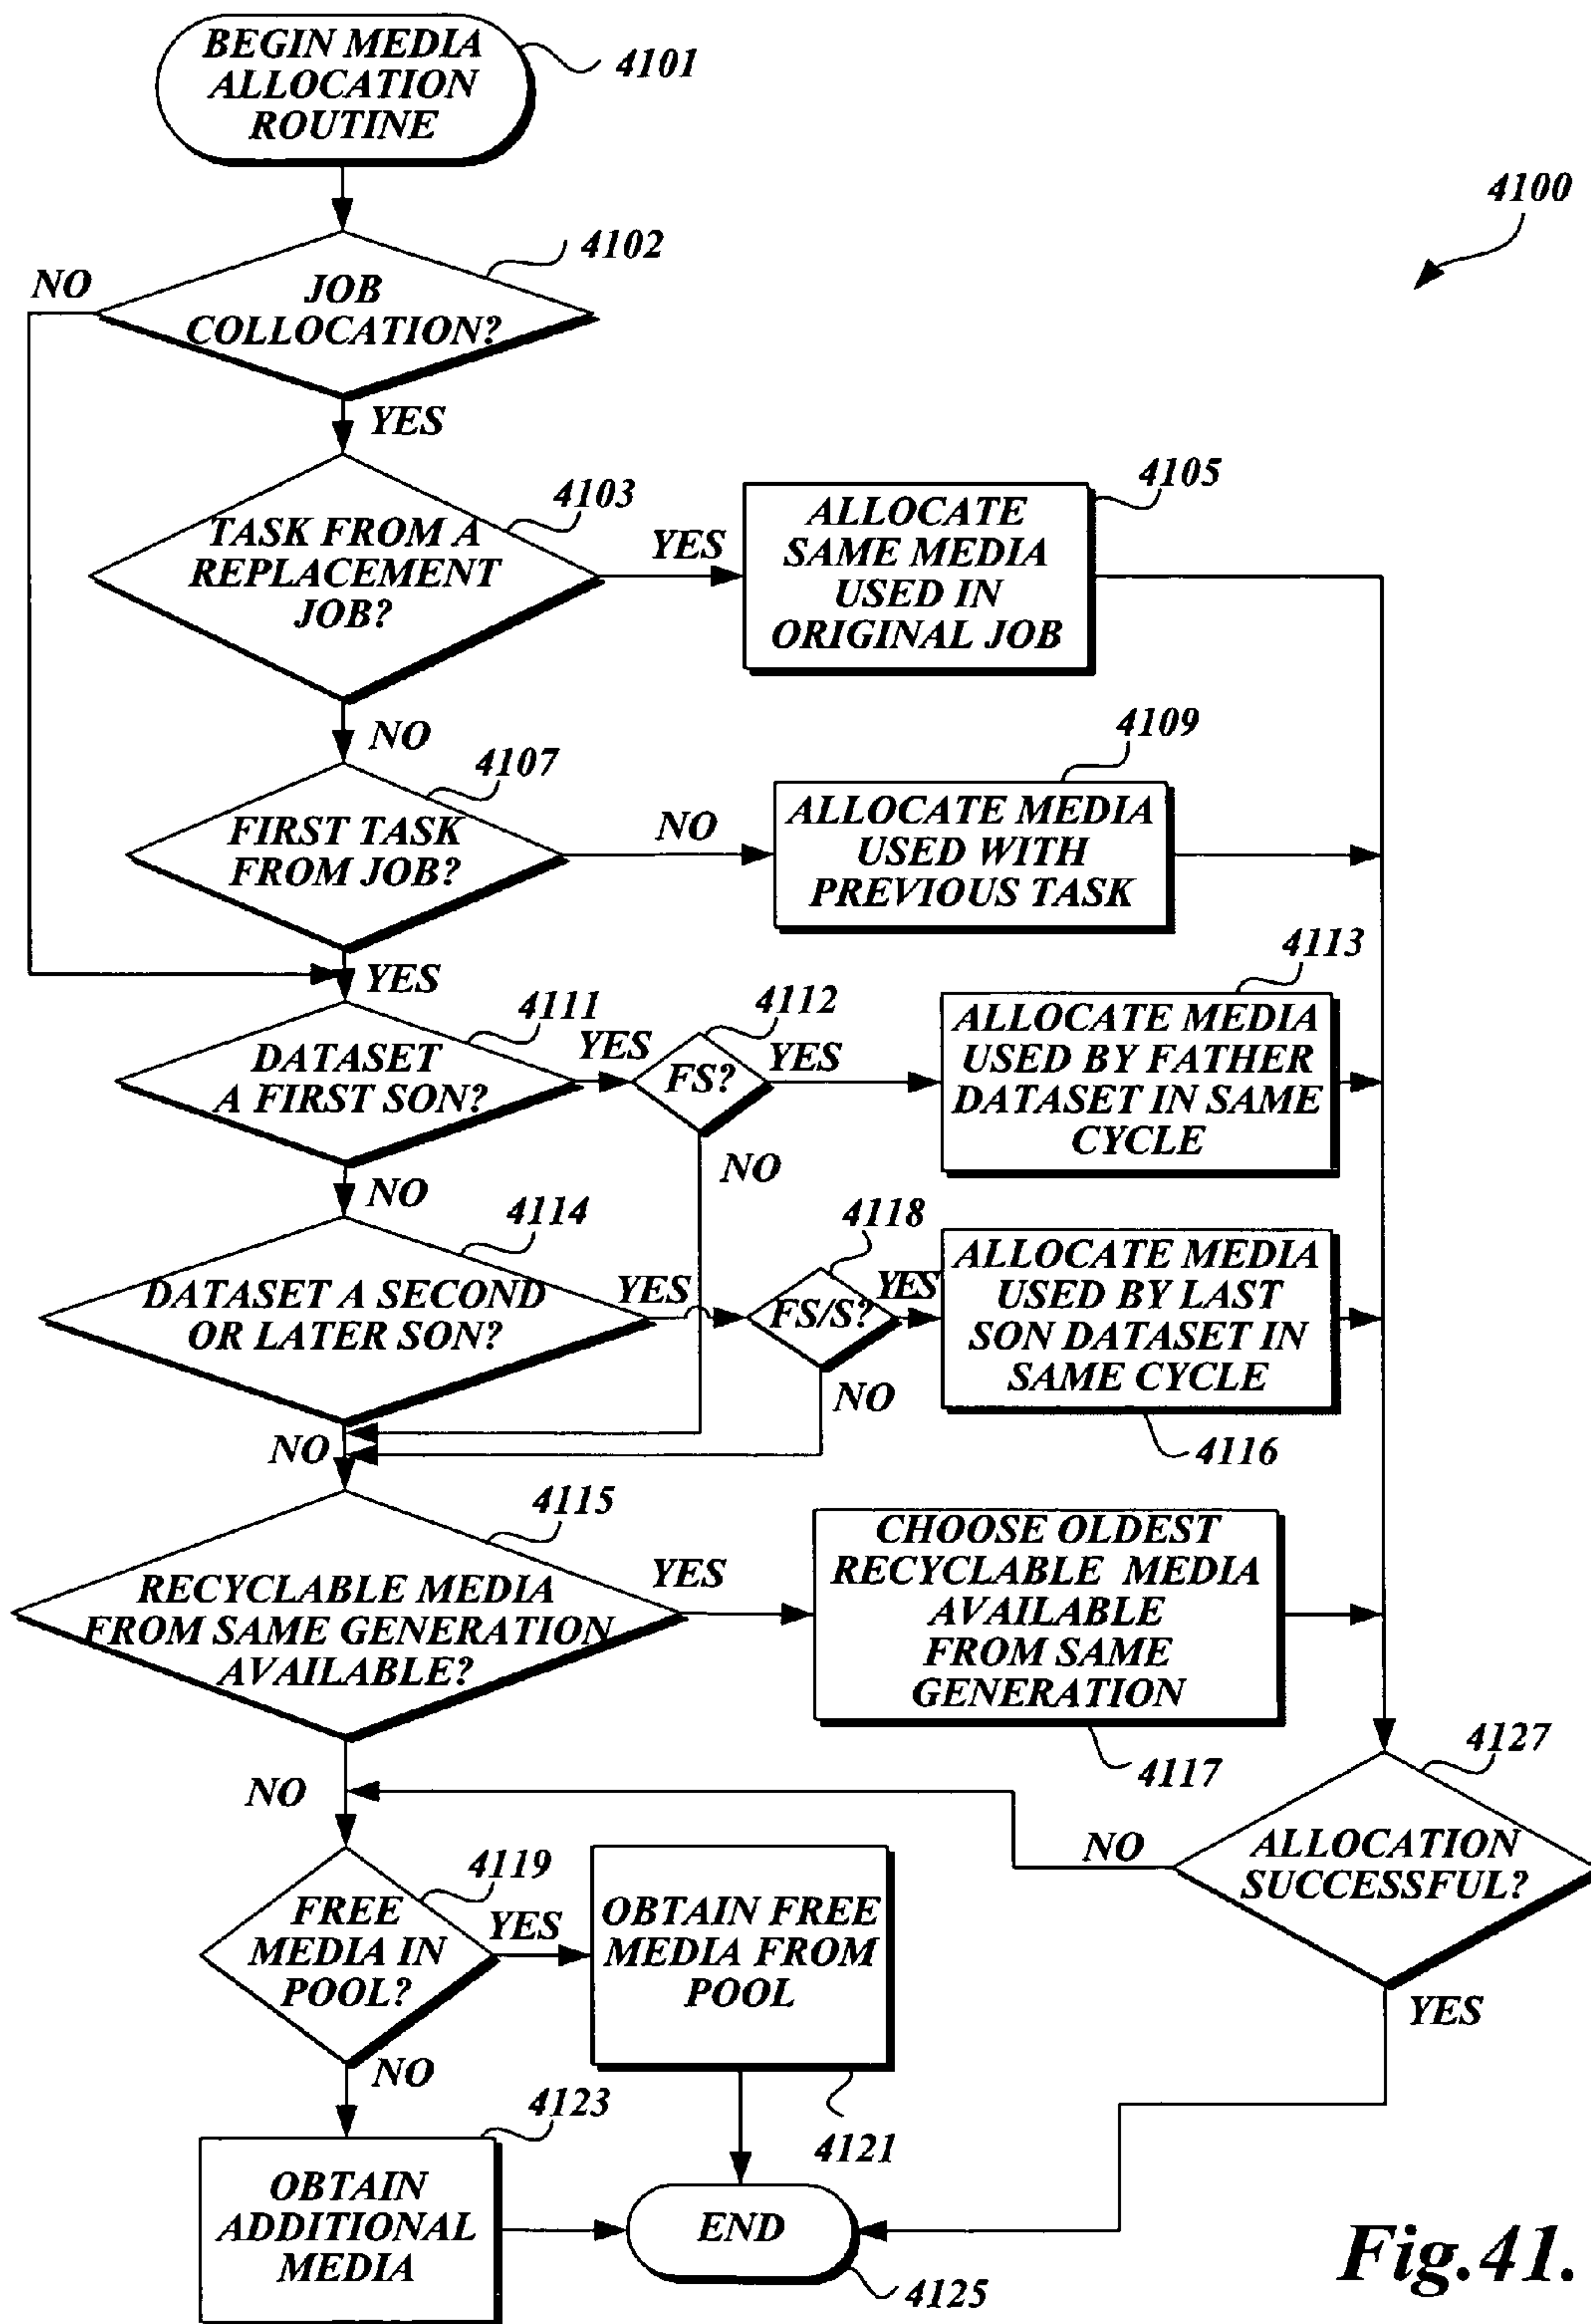 BEGIN MEDIA
ALLOCATION
ROUTINE
4101
4100
4102
NO
JOB
COLLOCATION?
YES
4103
TASK FROM A
REPLACEMENT
JOB?
YES
4105
ALLOCATE
SAME MEDIA
USED IN
ORIGINAL JOB
NO
4107
FIRST TASK
FROM JOB?
NO
4109
ALLOCATE MEDIA
USED WITH
PREVIOUS TASK
YES
4111
DATASET
A FIRST SON?
YES
4112
FS?
YES
4113
ALLOCATE MEDIA
USED BY FATHER
DATASET IN SAME
CYCLE
NO
NO
4114
DATASET A SECOND
OR LATER SON?
YES
4118
FS/S?
YES
ALLOCATE MEDIA
USED BY LAST
SON DATASET IN
SAME CYCLE
4116
NO
NO
4115
RECYCLABLE MEDIA
FROM SAME GENERATION
AVAILABLE?
YES
CHOOSE OLDEST
RECYCLABLE MEDIA
AVAILABLE
FROM SAME
GENERATION
4117
NO
4127
ALLOCATION
SUCCESSFUL?
NO
YES
4119
FREE
MEDIA IN
POOL?
YES
OBTAIN FREE
MEDIA FROM
POOL
4121
NO
4123
OBTAIN
ADDITIONAL
MEDIA
END
4125
Fig.41.